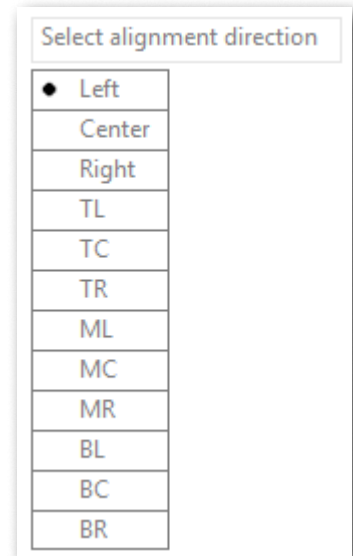 Select alignment direction
Left
Center
Right
TL
TC
TR
ML
MC
MR
BL
BC
BR